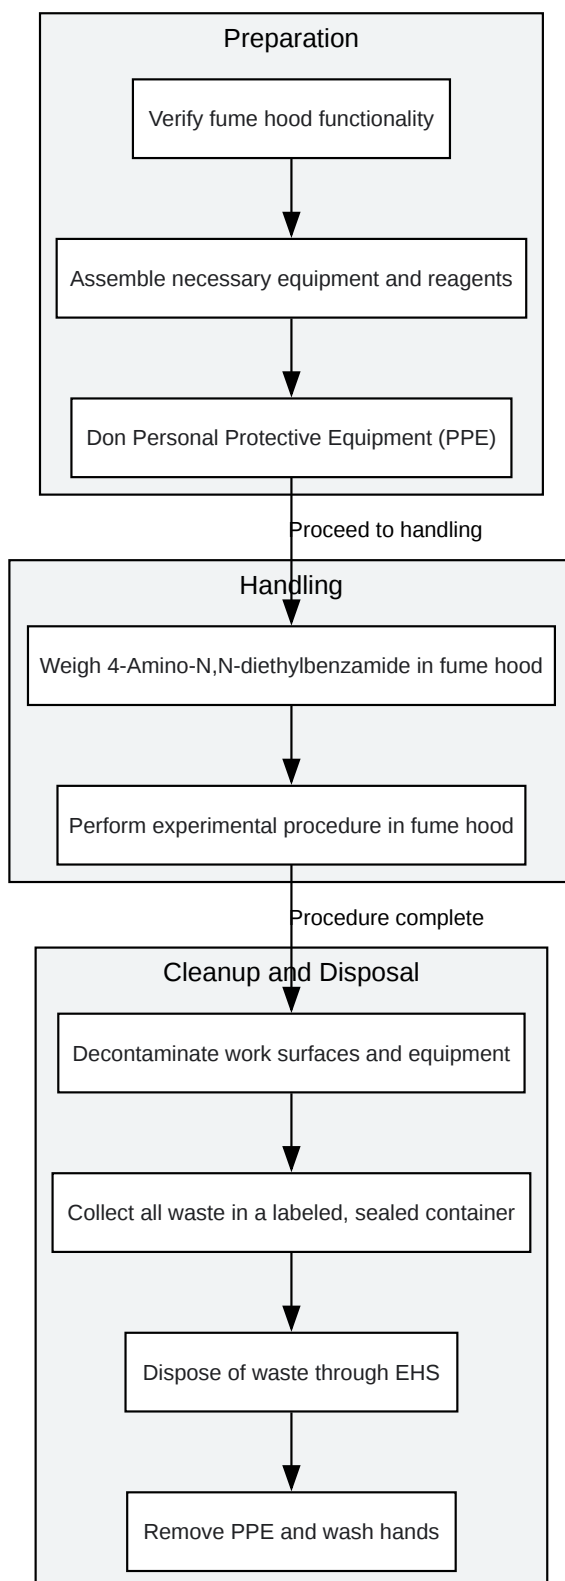 Preparation
Verify fume hood functionality
Assemble necessary equipment and reagents
Don Personal Protective Equipment (PPE)
Proceed to handling
Handling
Weigh 4-Amino-N,N-diethylbenzamide in fume hood
Perform experimental procedure in fume hood
Procedure complete
Cleanup and Disposal
Decontaminate work surfaces and equipment
Collect all waste in a labeled, sealed container
Dispose of waste through EHS
Remove PPE and wash hands